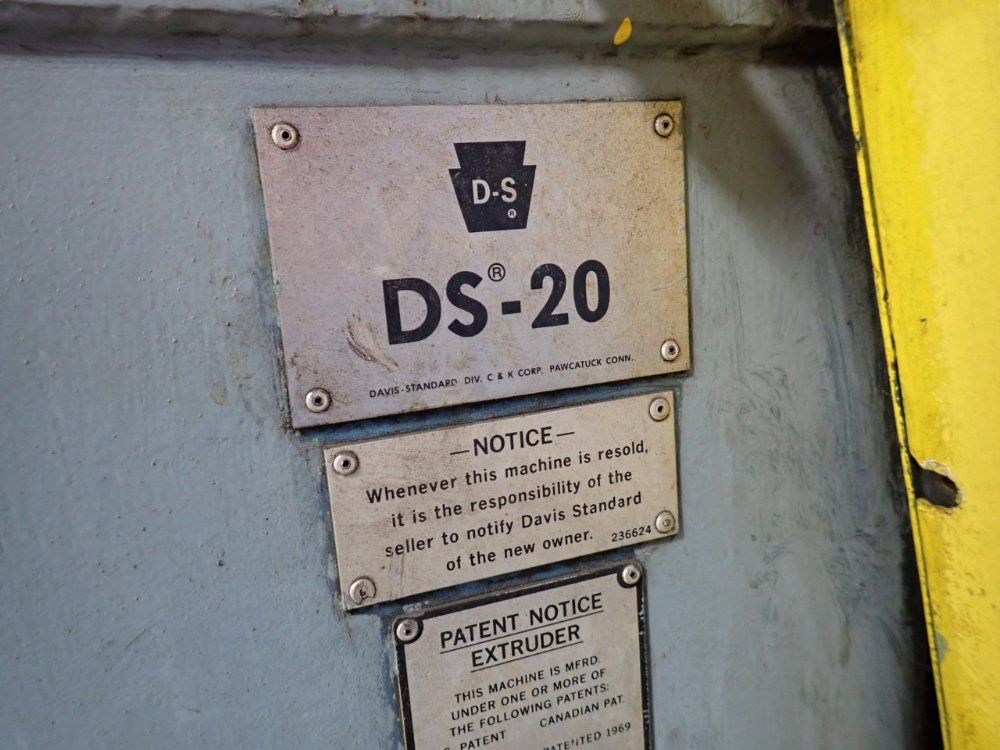 D-S
®
DS®-20
DAVIS-STANDARD DIV. C & K CORP. PAWCATUCK CONN.
—NOTICE—
Whenever this machine is resold,
it is the responsibility of the
seller to notify Davis Standard
of the new owner. 236624
PATENT NOTICE
EXTRUDER
THIS MACHINE IS MFRD.
UNDER ONE OR MORE OF
THE FOLLOWING PATENTS:
PATENT CANADIAN PAT.
1969